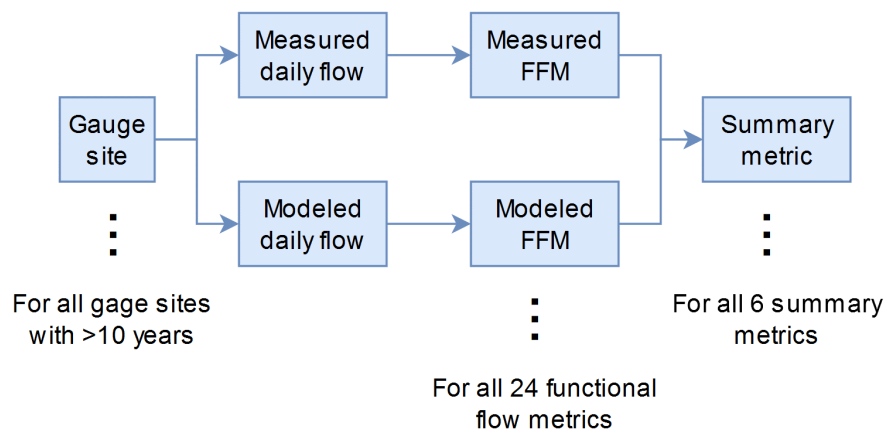 Measured
daily flow
Measured
FFM
Gauge
site
Summary
metric
Modeled
daily flow
Modeled
FFM
For all gage sites
with >10 years
For all 6 summary
metrics
For all 24 functional
flow metrics